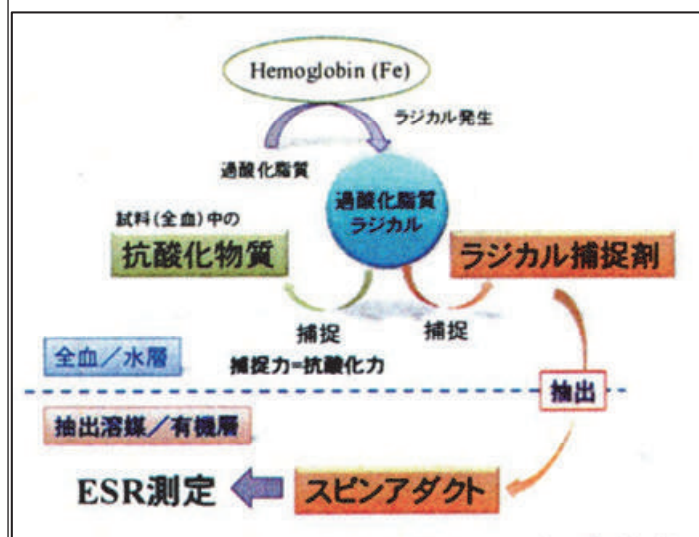 Hemoglobin (Fe)
ラジカル発生
過酸化脂質
過酸化脂質
ラジカル
試料(全血)中の
抗酸化物質
ラジカル捕捉剤
捕捉
捕捉
捕捉力=抗酸化力
全血/水層
抽出
抽出溶媒/有機層
ESR測定
スピンアダクト